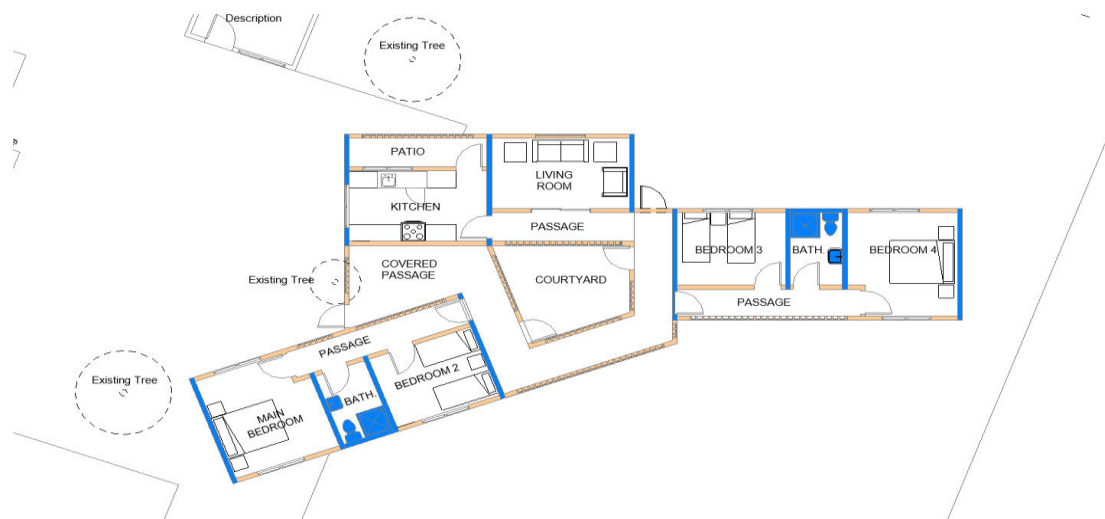 Description
Existing Tree
PATIO
LIVING
ROOM
KITCHEN
PASSAGE
BEDROOM 3
BATH.
BEDROOM 4
COVERED
PASSAGE
Existing Tree
COURTYARD
PASSAGE
PASSAGE
Existing Tree
BEDROOM 2
BATH.
MAIN
BEDROOM